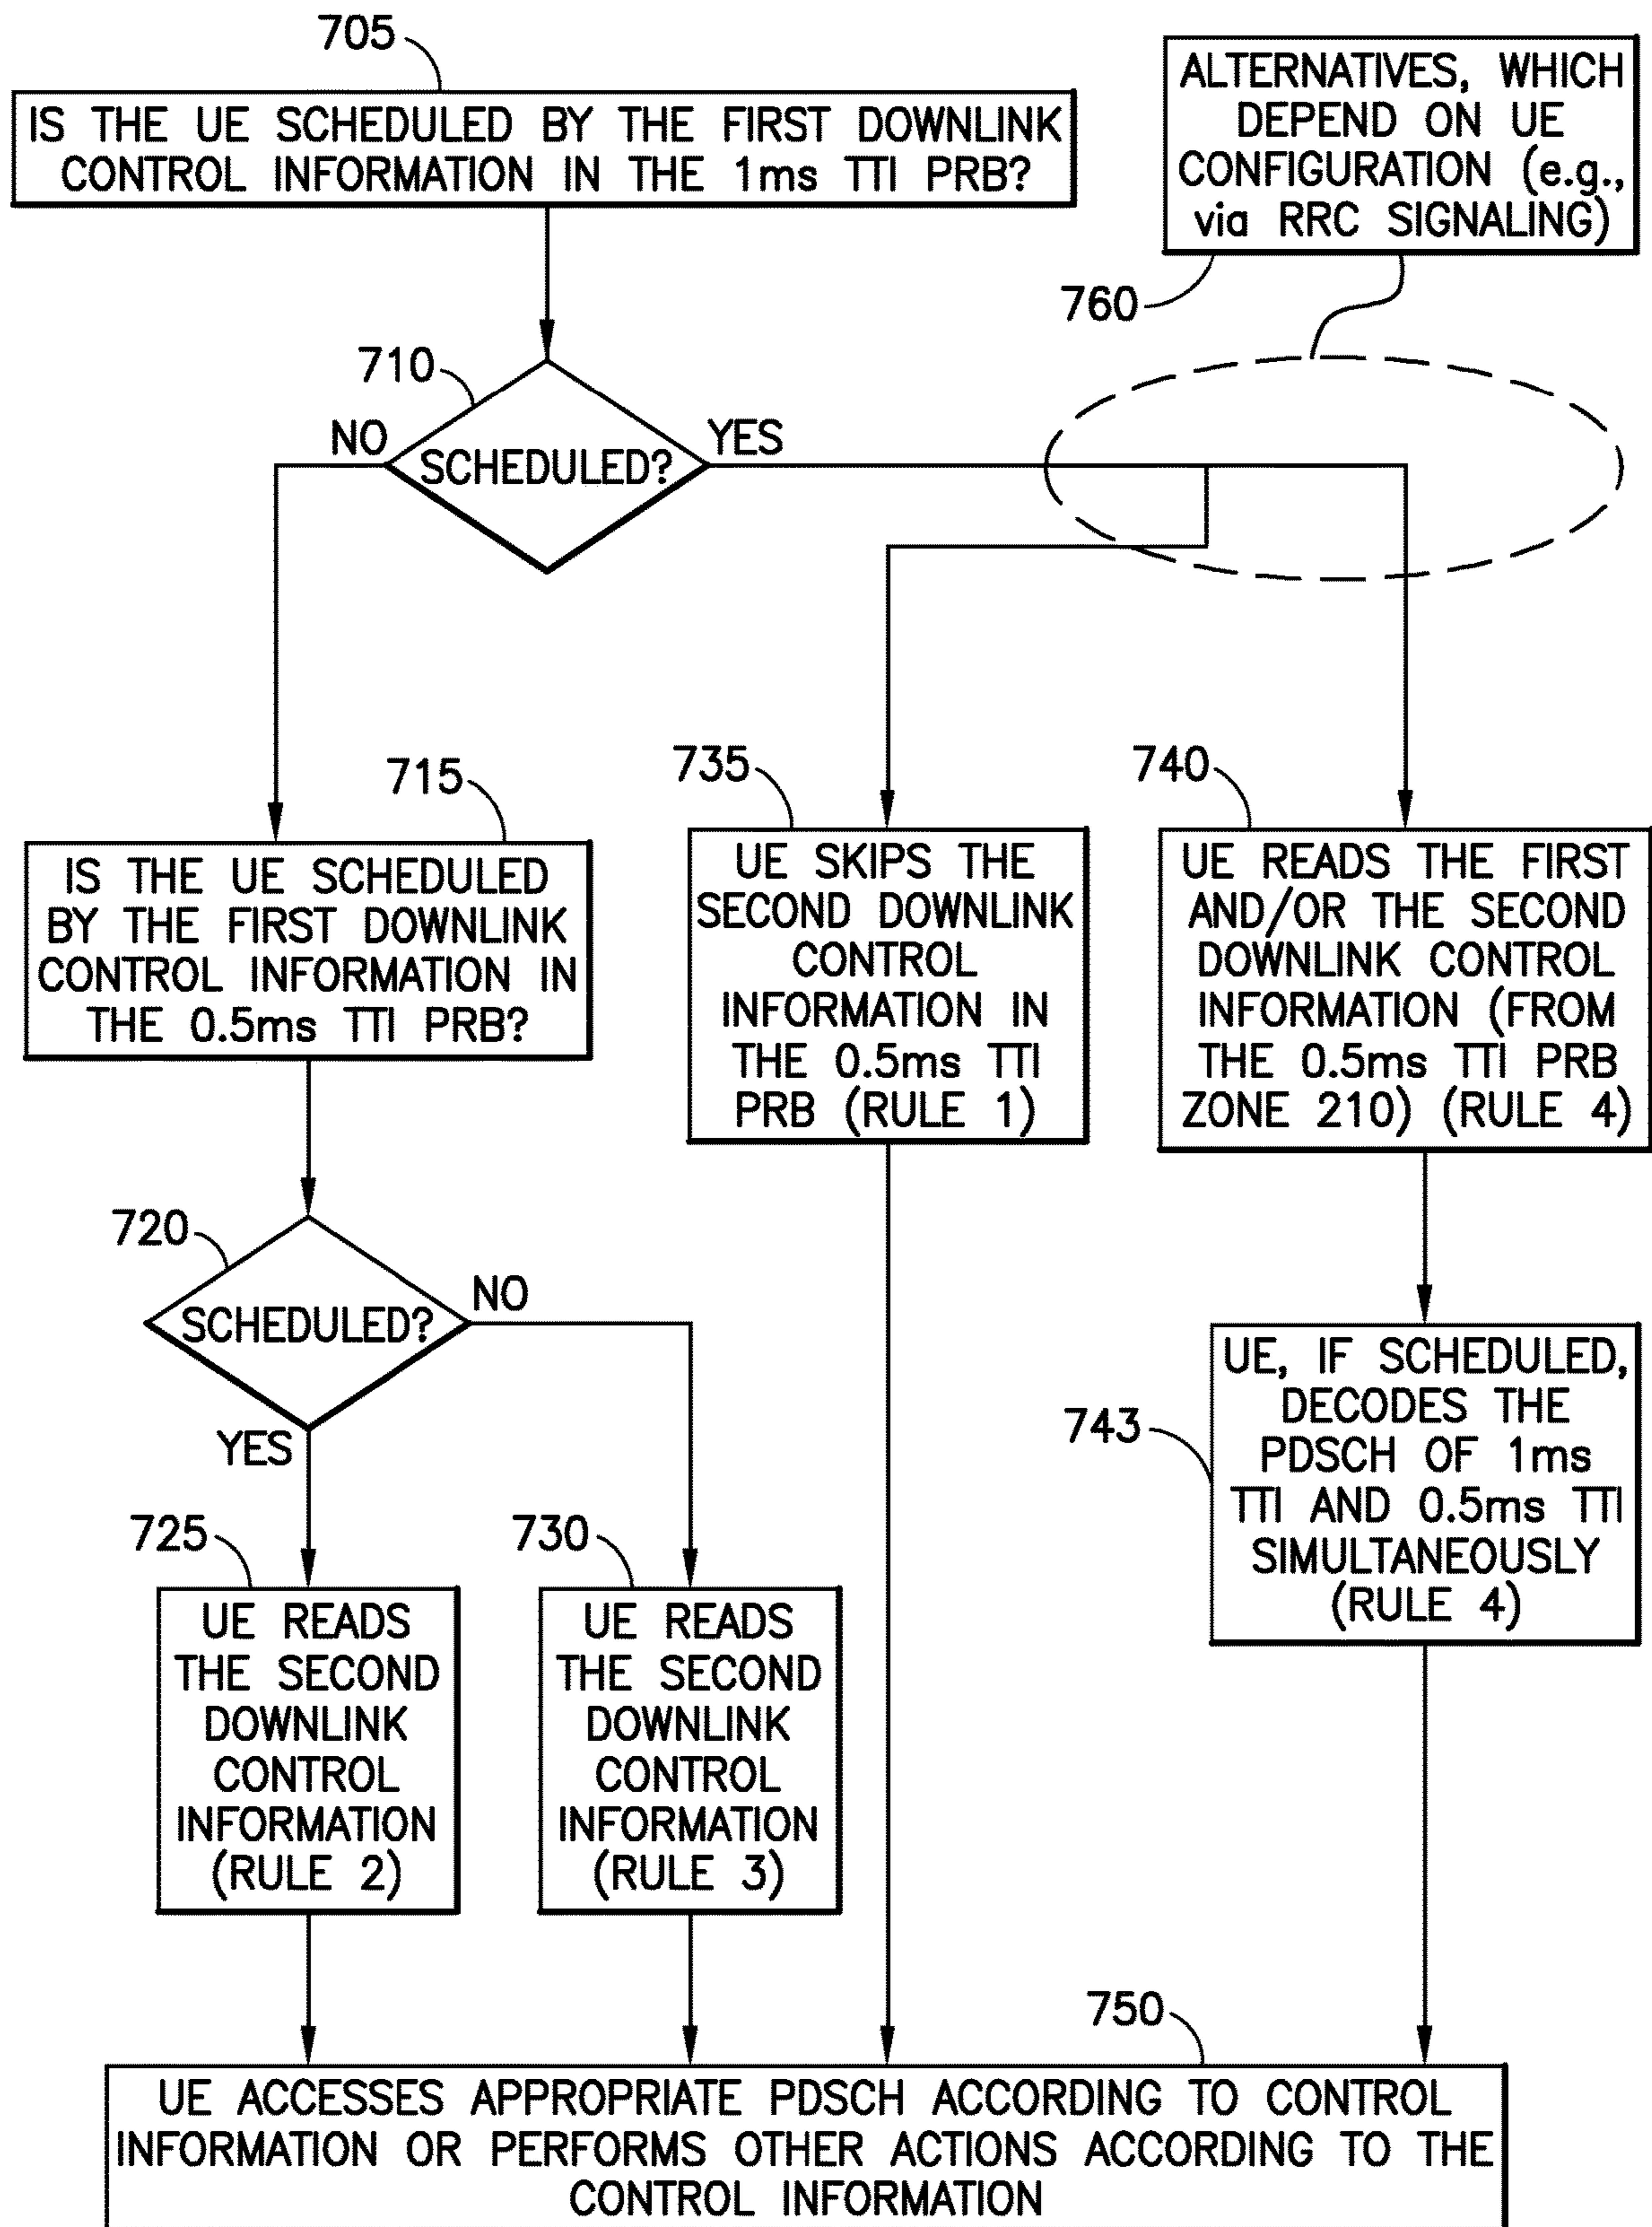 705
IS THE UE SCHEDULED BY THE FIRST DOWNLINK
CONTROL INFORMATION IN THE 1ms TTI PRB?
ALTERNATIVES, WHICH
DEPEND ON UE
CONFIGURATION (e.g.,
via RRC SIGNALING)
760
710
NO
SCHEDULED?
YES
715
IS THE UE SCHEDULED
BY THE FIRST DOWNLINK
CONTROL INFORMATION IN
THE 0.5ms TTI PRB?
735
UE SKIPS THE
SECOND DOWNLINK
CONTROL
INFORMATION IN
THE 0.5ms TTI
PRB (RULE 1)
740
UE READS THE FIRST
AND/OR THE SECOND
DOWNLINK CONTROL
INFORMATION (FROM
THE 0.5ms TTI PRB
ZONE 210) (RULE 4)
720
SCHEDULED?
NO
YES
743
UE, IF SCHEDULED,
DECODES THE
PDSCH OF 1ms
TTI AND 0.5ms TTI
SIMULTANEOUSLY
(RULE 4)
725
UE READS
THE SECOND
DOWNLINK
CONTROL
INFORMATION
(RULE 2)
730
UE READS
THE SECOND
DOWNLINK
CONTROL
INFORMATION
(RULE 3)
750
UE ACCESSES APPROPRIATE PDSCH ACCORDING TO CONTROL
INFORMATION OR PERFORMS OTHER ACTIONS ACCORDING TO THE
CONTROL INFORMATION